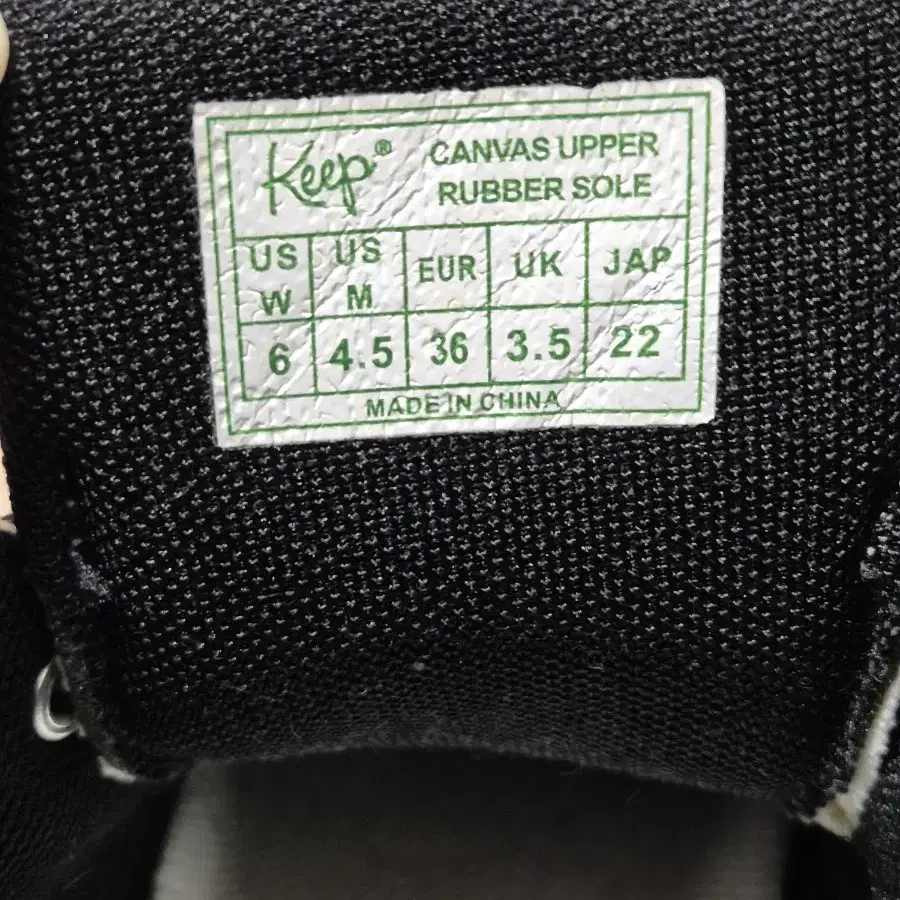 Keep® CANVAS UPPER
RUBBER SOLE
US W US M EUR UK JAP
6 4.5 36 3.5 22
MADE IN CHINA